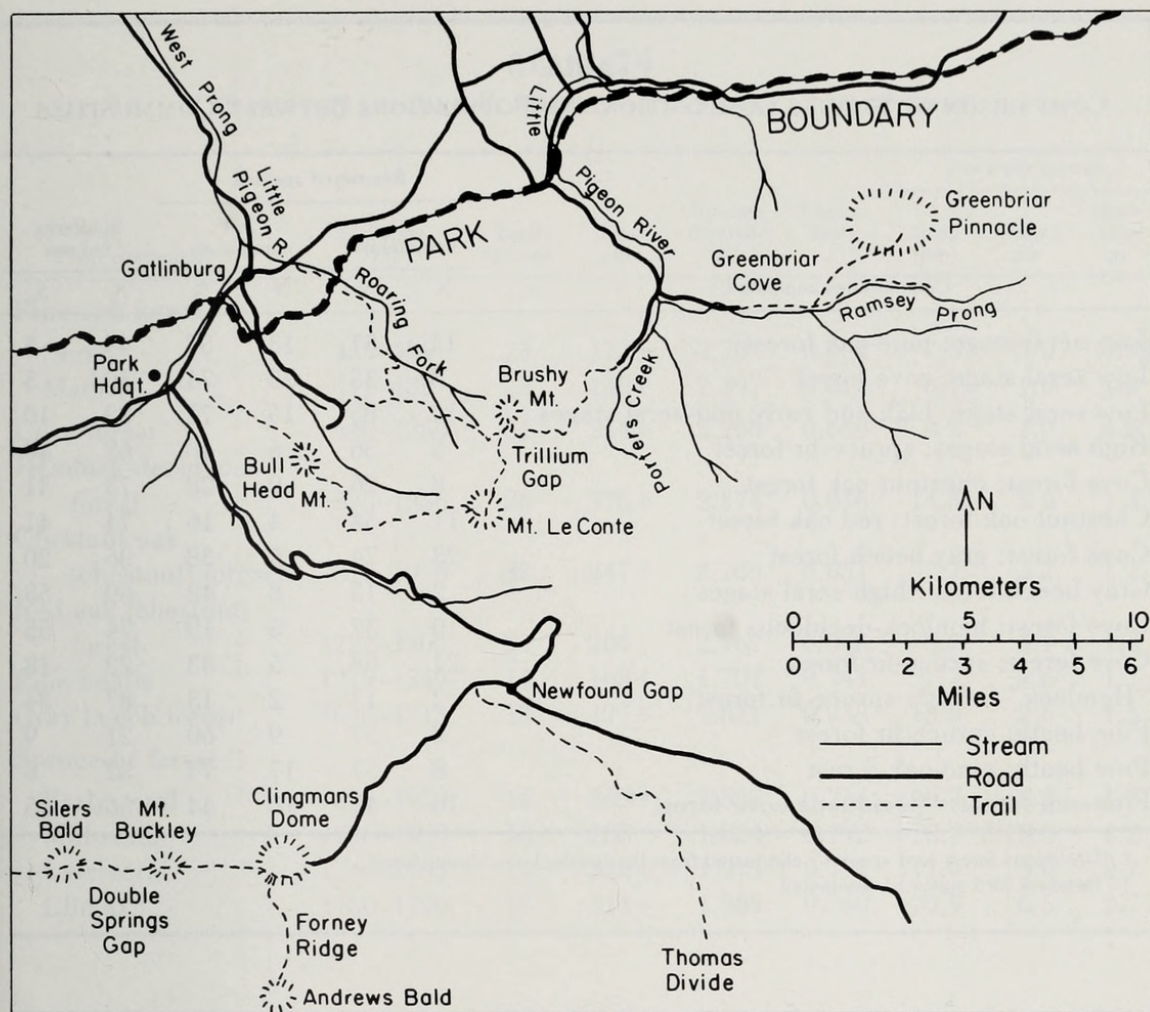 West Prong
Little
Pigeon R.
Little
Pigeon River
BOUNDARY
PARK
Greenbriar
Pinnacle
Gatlinburg
Greenbriar
Cove
Roaring
Fork
Ramsey
Prong
Park
Hdqt.
Brushy
Mt.
Porters Creek
Bull
Head
Mt.
Trillium
Gap
Mt. Le Conte
N
Kilometers
0 5 10
0 1 2 3 4 5 6
Miles
Newfound Gap
Stream
Road
Trail
Clingmans
Dome
Silers
Bald
Mt.
Buckley
Double
Springs
Gap
Forney
Ridge
Andrews Bald
Thomas
Divide